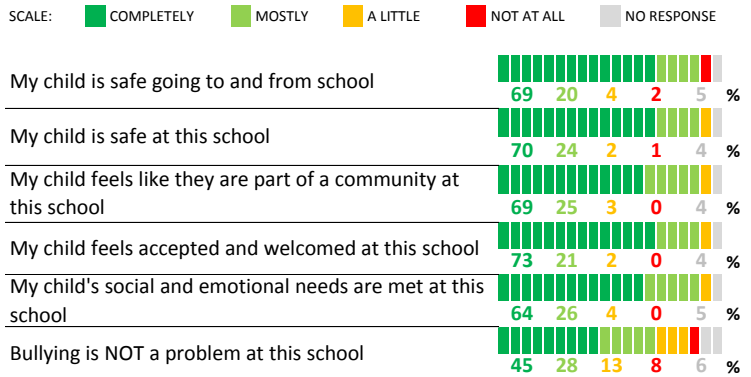 SCALE: COMPLETELY MOSTLY A LITTLE NOT AT ALL NO RESPONSE
My child is safe going to and from school
69 20 4 2 5 %
My child is safe at this school
70 24 2 1 4 %
My child feels like they are part of a community at
this school
69 25 3 0 4 %
My child feels accepted and welcomed at this school
73 21 2 0 4 %
My child's social and emotional needs are met at this
school
64 26 4 0 5 %
Bullying is NOT a problem at this school
45 28 13 8 6 %